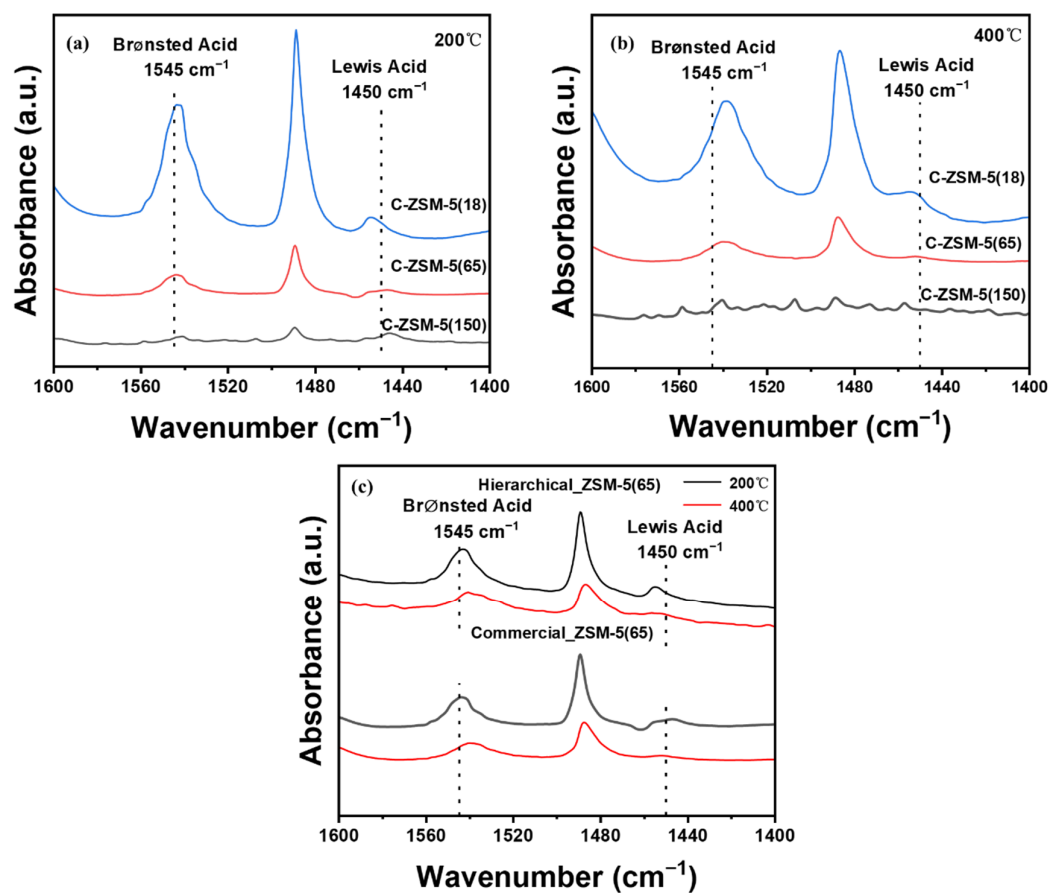 (a)
200℃
Brønsted Acid
1545 cm⁻¹
Lewis Acid
1450 cm⁻¹
C-ZSM-5(18)
C-ZSM-5(65)
C-ZSM-5(150)
Absorbance (a.u.)
1600 1560 1520 1480 1440 1400
Wavenumber (cm⁻¹)
(b)
400℃
Brønsted Acid
1545 cm⁻¹
Lewis Acid
1450 cm⁻¹
C-ZSM-5(18)
C-ZSM-5(65)
C-ZSM-5(150)
Absorbance (a.u.)
1600 1560 1520 1480 1440 1400
Wavenumber (cm⁻¹)
(c)
Hierarchical_ZSM-5(65)
200℃
400℃
BrØnsted Acid
1545 cm⁻¹
Lewis Acid
1450 cm⁻¹
Commercial_ZSM-5(65)
Absorbance (a.u.)
1600 1560 1520 1480 1440 1400
Wavenumber (cm⁻¹)